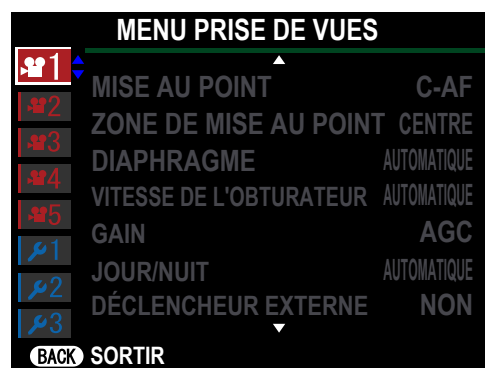 MENU PRISE DE VUES
1
MISE AU POINT C-AF
2
ZONE DE MISE AU POINT CENTRE
3
DIAPHRAGME AUTOMATIQUE
4
VITESSE DE L'OBTURATEUR AUTOMATIQUE
5
GAIN AGC
1
JOUR/NUIT AUTOMATIQUE
2
DÉCLENCHEUR EXTERNE NON
3
BACK SORTIR